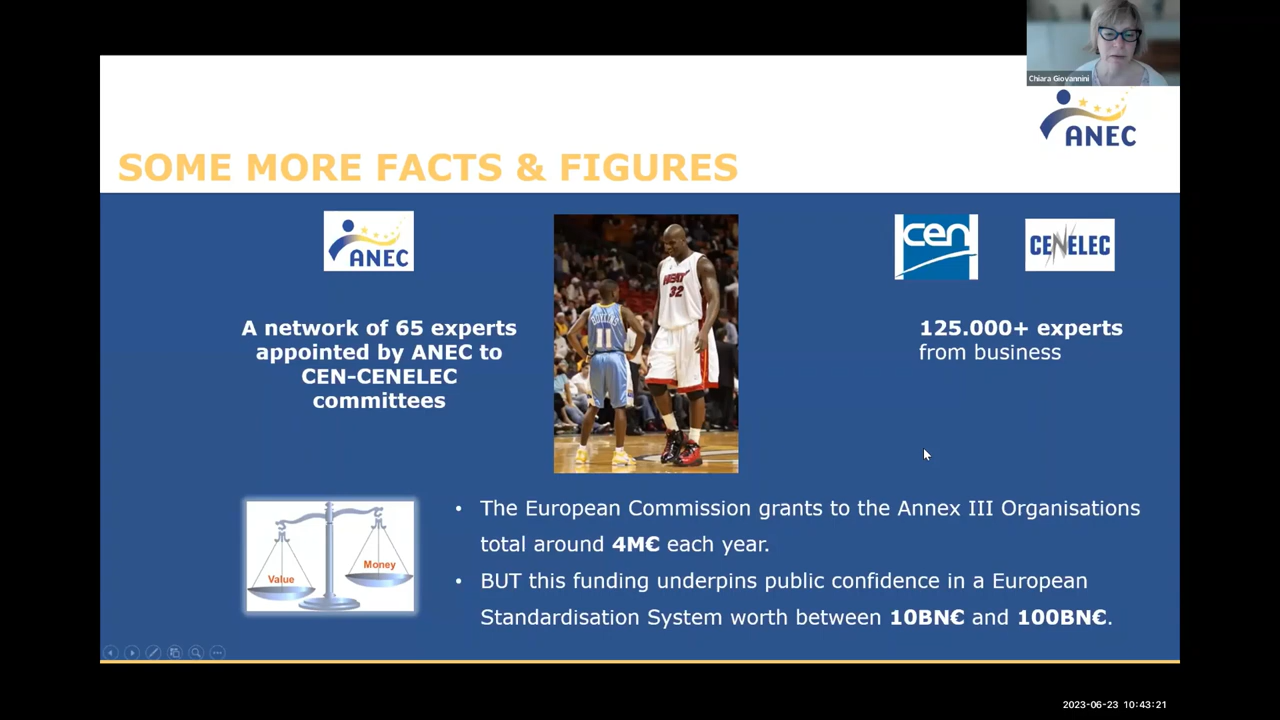 Chiara Giovannini
ANEC
SOME MORE FACTS & FIGURES
ANEC
cen
CENELEC
HEAT
32
11
A network of 65 experts
appointed by ANEC to
CEN-CENELEC
committees
125.000+ experts
from business
Value
Money
• The European Commission grants to the Annex III Organisations
total around 4M€ each year.
• BUT this funding underpins public confidence in a European
Standardisation System worth between 10BN€ and 100BN€.
2023-06-23 10:43:21